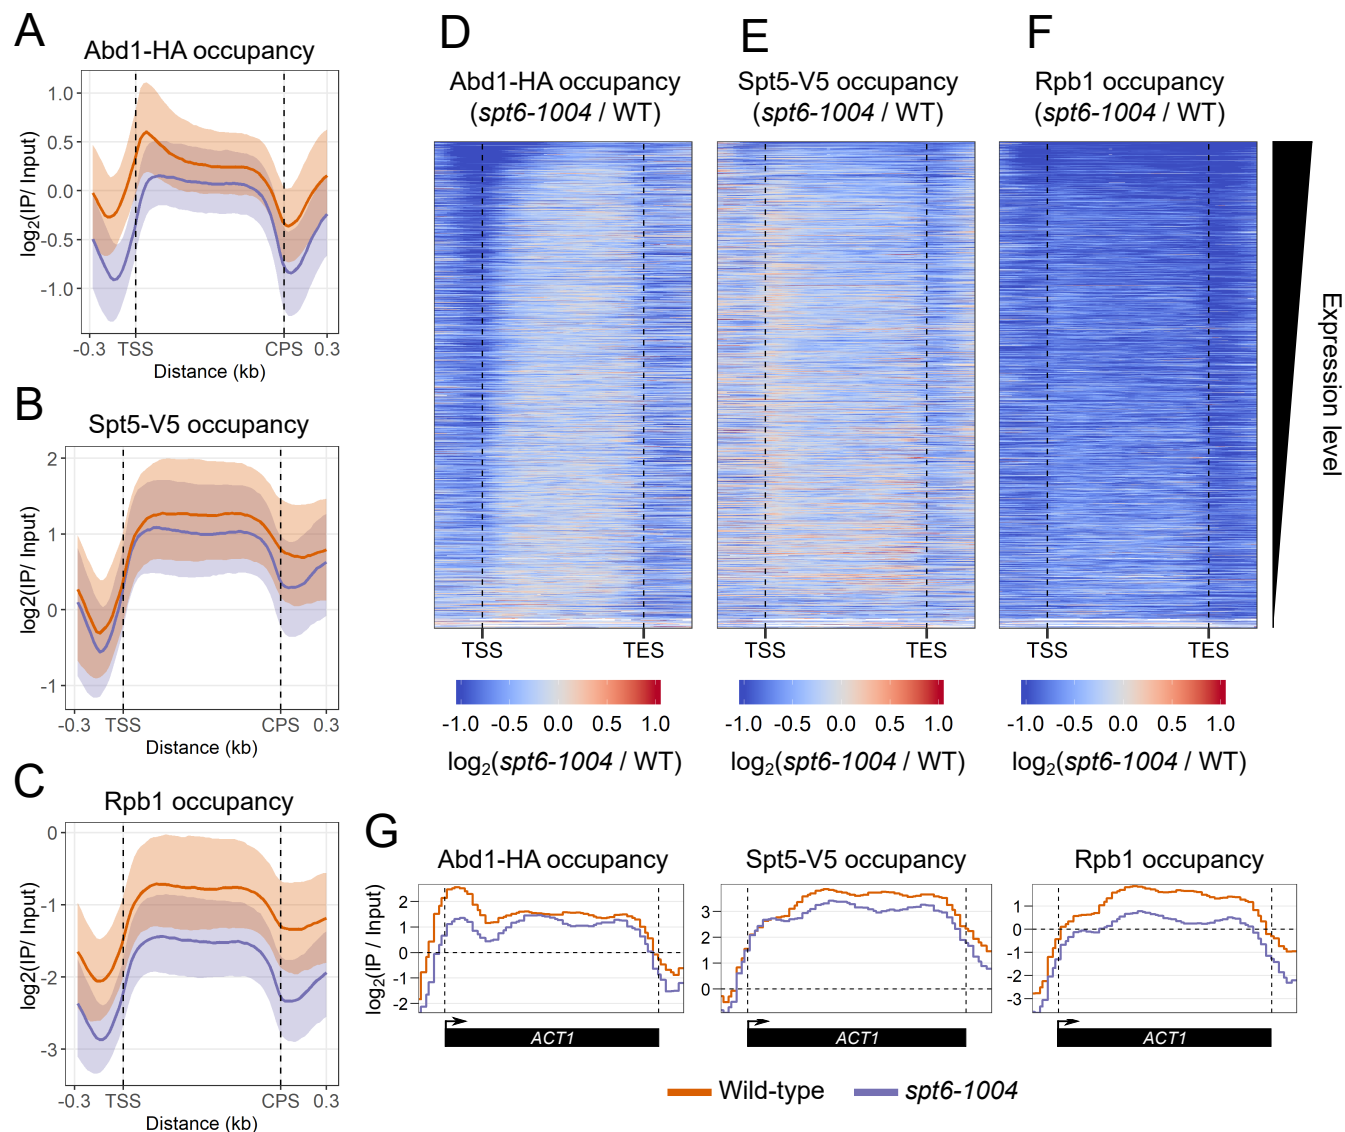 A
Abd1-HA occupancy
log2(IP/ Input)
1.0
0.5
0.0
-0.5
-1.0
-0.3 TSS CPS 0.3
Distance (kb)
B
Spt5-V5 occupancy
log2(IP/ Input)
2
1
0
-1
-0.3 TSS CPS 0.3
Distance (kb)
C
Rpb1 occupancy
log2(IP/ Input)
0
-1
-2
-3
-0.3 TSS CPS 0.3
Distance (kb)
D
Abd1-HA occupancy
(spt6-1004 / WT)
TSS TES
-1.0 -0.5 0.0 0.5 1.0
log2(spt6-1004 / WT)
E
Spt5-V5 occupancy
(spt6-1004 / WT)
TSS TES
-1.0 -0.5 0.0 0.5 1.0
log2(spt6-1004 / WT)
F
Rpb1 occupancy
(spt6-1004 / WT)
TSS TES
-1.0 -0.5 0.0 0.5 1.0
log2(spt6-1004 / WT)
Expression level
G
Abd1-HA occupancy
log2(IP / Input)
2
1
0
-1
-2
ACT1
Spt5-V5 occupancy
3
2
1
0
ACT1
Rpb1 occupancy
1
0
-1
-2
-3
ACT1
Wild-type spt6-1004